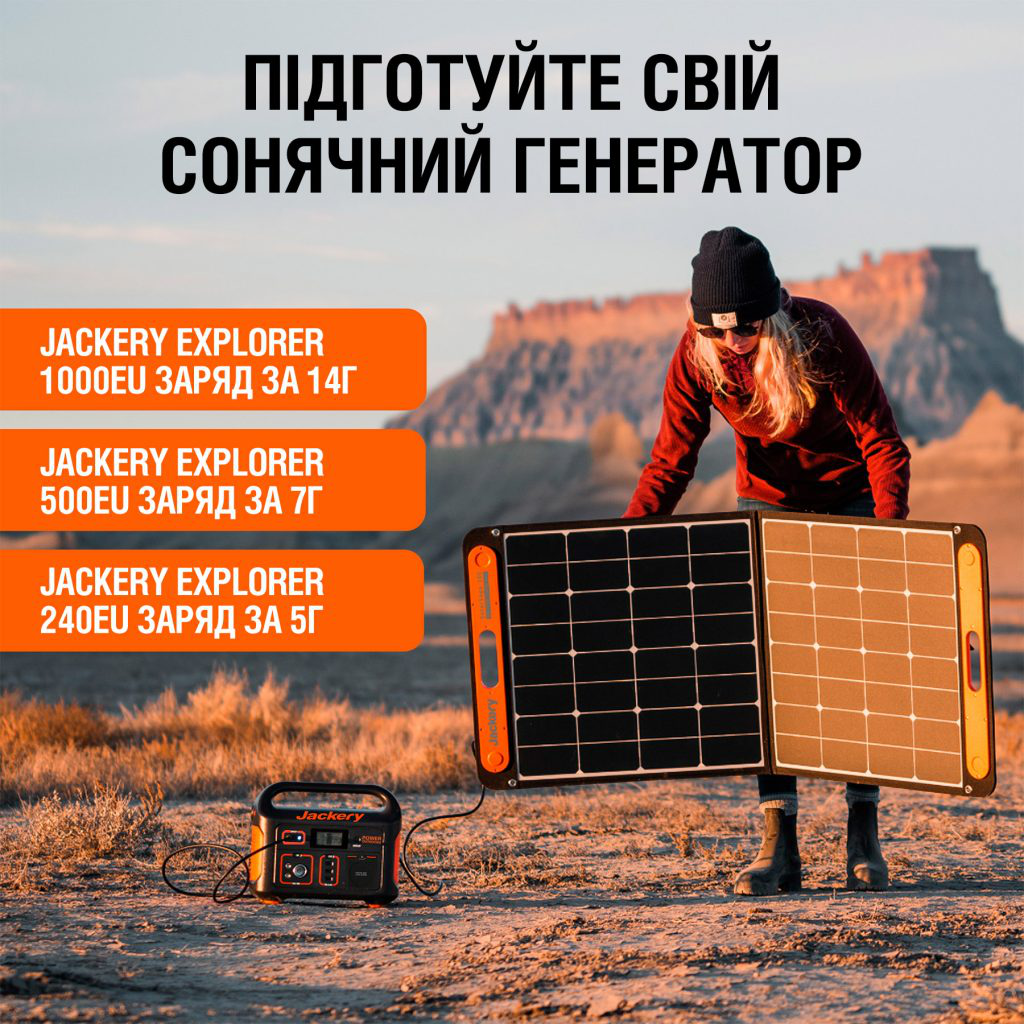 ПІДГОТУЙТЕ СВІЙ
СОНЯЧНИЙ ГЕНЕРАТОР
JACKERY EXPLORER
1000EU ЗАРЯД ЗА 14Г
JACKERY EXPLORER
500EU ЗАРЯД ЗА 7Г
JACKERY EXPLORER
240EU ЗАРЯД ЗА 5Г
Jackery
Jackery
POWER